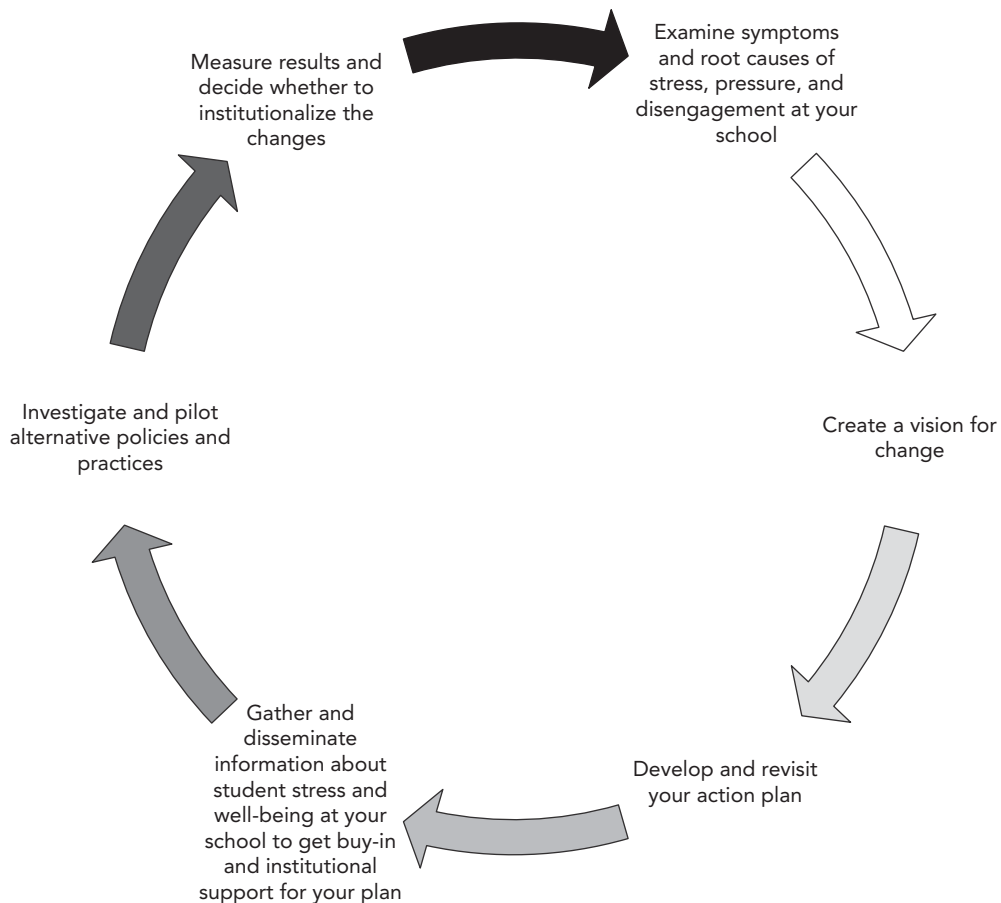 Examine symptoms
and root causes of
stress, pressure, and
disengagement at your
school
Create a vision for
change
Develop and revisit
your action plan
Gather and
disseminate
information about
student stress and
well-being at your
school to get buy-in
and institutional
support for your plan
Investigate and pilot
alternative policies and
practices
Measure results and
decide whether to
institutionalize the
changes